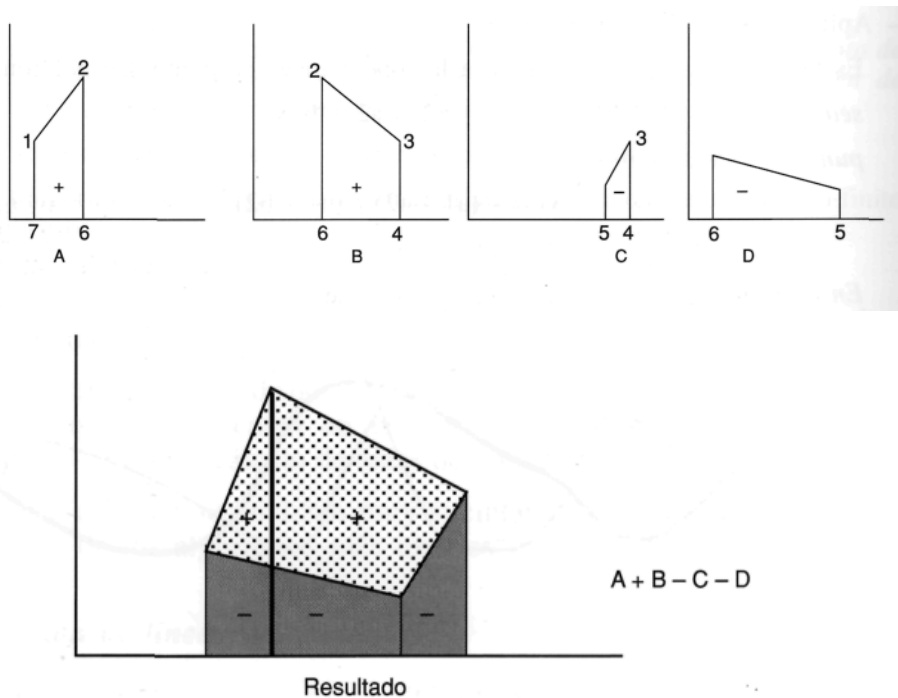 2 2
1 3 3
+ + − −
7 6 6 4 5 4 6 5
A B C D
+ +
A + B − C − D
− − −
Resultado